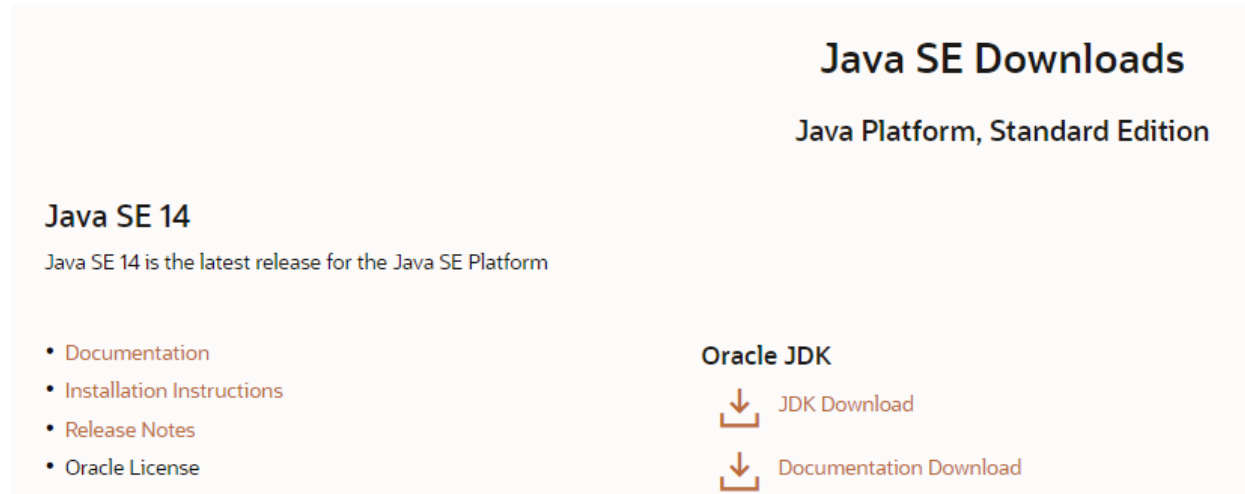 Java SE Downloads
Java Platform, Standard Edition
Java SE 14
Java SE 14 is the latest release for the Java SE Platform
• Documentation
• Installation Instructions
• Release Notes
• Oracle License
Oracle JDK
JDK Download
Documentation Download